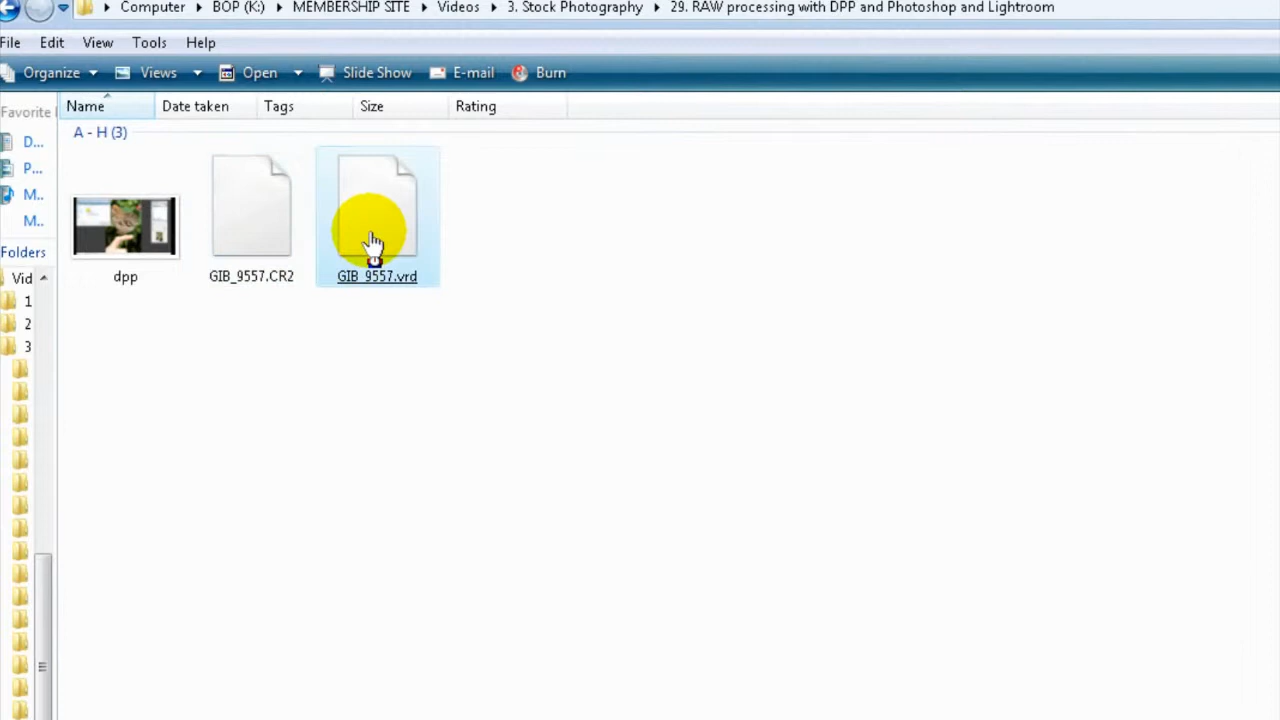 Computer BOP (K:) MEMBERSHIP SITE Videos 3. Stock Photography 29. RAW processing with DPP and Photoshop and Lightroom
File Edit View Tools Help
Organize Views Open Slide Show E-mail Burn
Name Date taken Tags Size Rating
Favorite
A - H (3)
D...
P...
M..
M..
dpp GIB_9557.CR2 GIB_9557.vrd
Folders
Vid
1
2
3